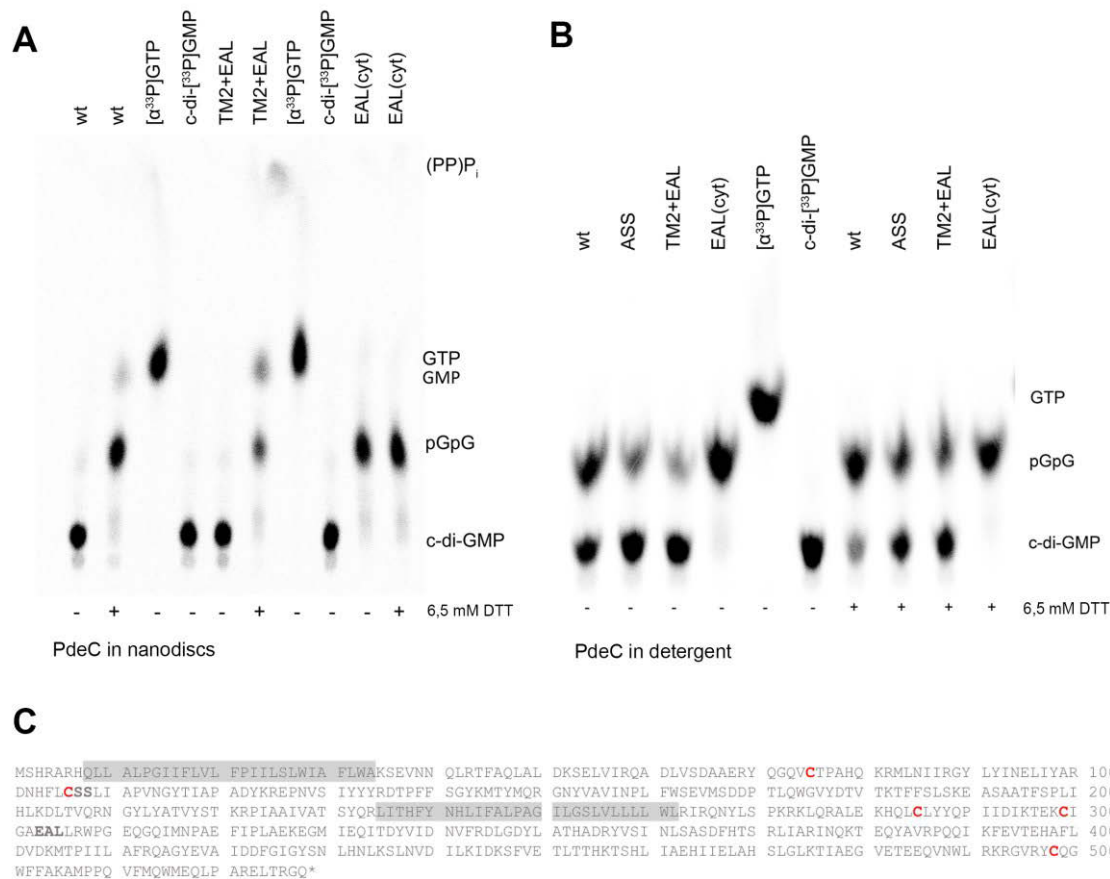 A
wt
wt
[α³³P]GTP
c-di-[³³P]GMP
TM2+EAL
TM2+EAL
[α³³P]GTP
c-di-[³³P]GMP
EAL(cyt)
EAL(cyt)
(PP)Pᵢ
GTP
GMP
pGpG
c-di-GMP
- + - - - + - - - + 6,5 mM DTT
PdeC in nanodiscs
B
wt
ASS
TM2+EAL
EAL(cyt)
[α³³P]GTP
c-di-[³³P]GMP
wt
ASS
TM2+EAL
EAL(cyt)
GTP
pGpG
c-di-GMP
- - - - - - + + + + 6,5 mM DTT
PdeC in detergent
C
MSHRARHQLL ALPGIIFLVL FPIILSLWIA FLWAKSEVNN QLRTFAQLAL DKSELVIRQA DLVSDAAERY QGQVCTPAHQ KRMLNIIRGY LYINELIYAR 100
DNHFLCSSLI APVNGYTIAP ADYKREPNVS IYYYRDTPFF SGYKMTYMQR GNYVAVINPL FWSEVMSDDP TLQWGVYDTV TKTFFSLSKE ASAATFSPLI 200
HLKDLTVQRN GYLYATVYST KRPIAAIVAT SYQRLITHFY NHLIFALPAG ILGSLVLLLL WLRIRQNYLS PKRKLQRALE KHQLCLYYQP IIDIKTEKCI 300
GAEALLRWPG EQGQIMNPAE FIPLAEKEGM IEQITDYVID NVFRDLGDYL ATHADRYVSI NLSASDFHTS RLIARINQKT EQYAVRPQQI KFEVTEHAFL 400
DVDKMTPIIL AFRQAGYEVA IDDFGIGYSN LHNLKSLNVD ILKIDKSFVE TLTTHKTSHL IAEHIIELAH SLGLKTIAEG VETEEQVNWL RKRGVRYCQG 500
WFFAKAMPPQ VFMQWMEQLP ARELTRGQ*